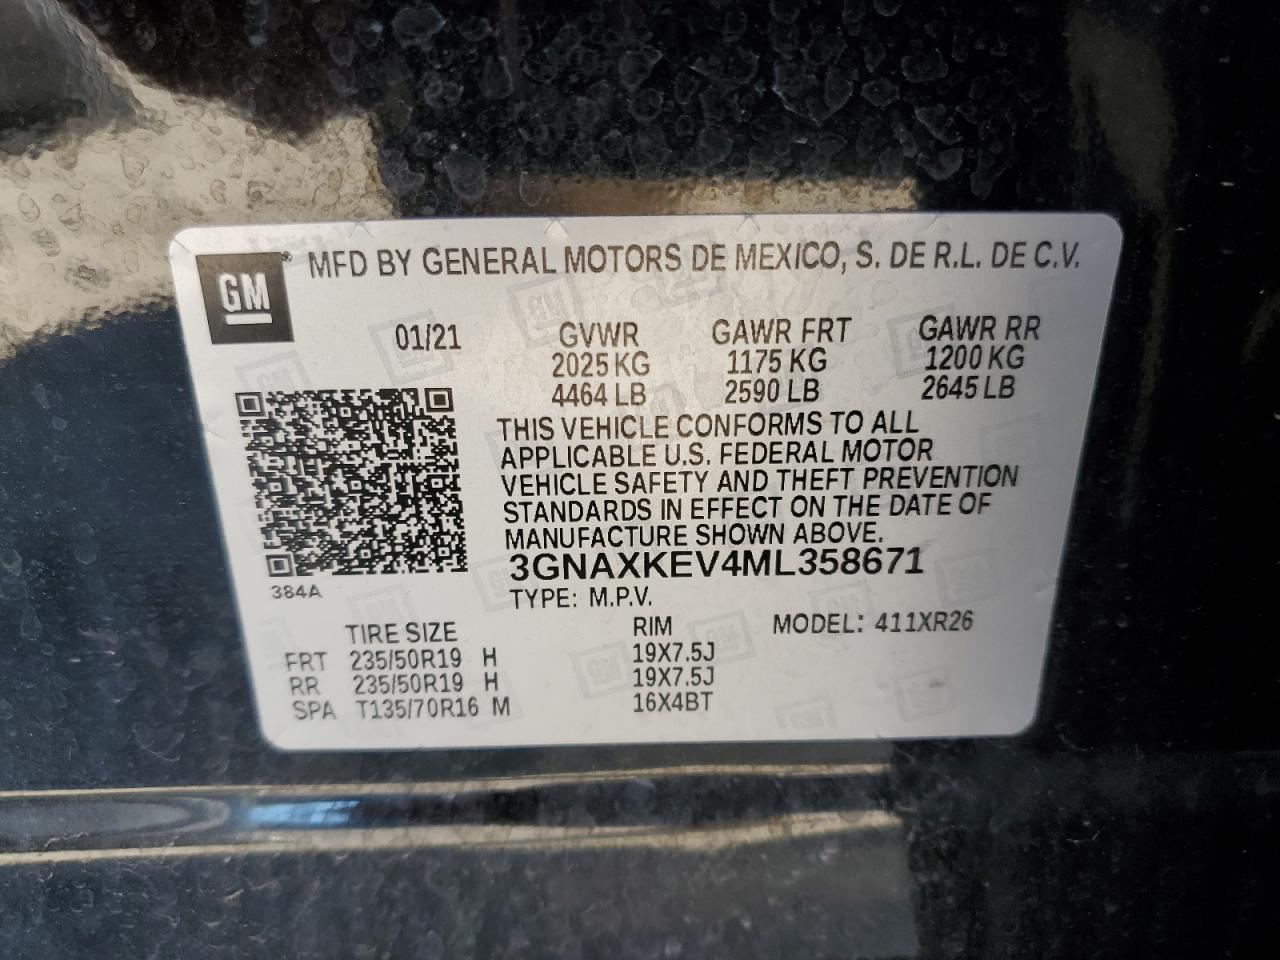 GM® MFD BY GENERAL MOTORS DE MEXICO, S. DE R.L. DE C.V.
01/21 GVWR GAWR FRT GAWR RR
2025 KG 1175 KG 1200 KG
4464 LB 2590 LB 2645 LB
THIS VEHICLE CONFORMS TO ALL
APPLICABLE U.S. FEDERAL MOTOR
VEHICLE SAFETY AND THEFT PREVENTION
STANDARDS IN EFFECT ON THE DATE OF
MANUFACTURE SHOWN ABOVE.
3GNAXKEV4ML358671
384A
TYPE: M.P.V.
TIRE SIZE RIM MODEL: 411XR26
FRT 235/50R19 H 19X7.5J
RR 235/50R19 H 19X7.5J
SPA T135/70R16 M 16X4BT